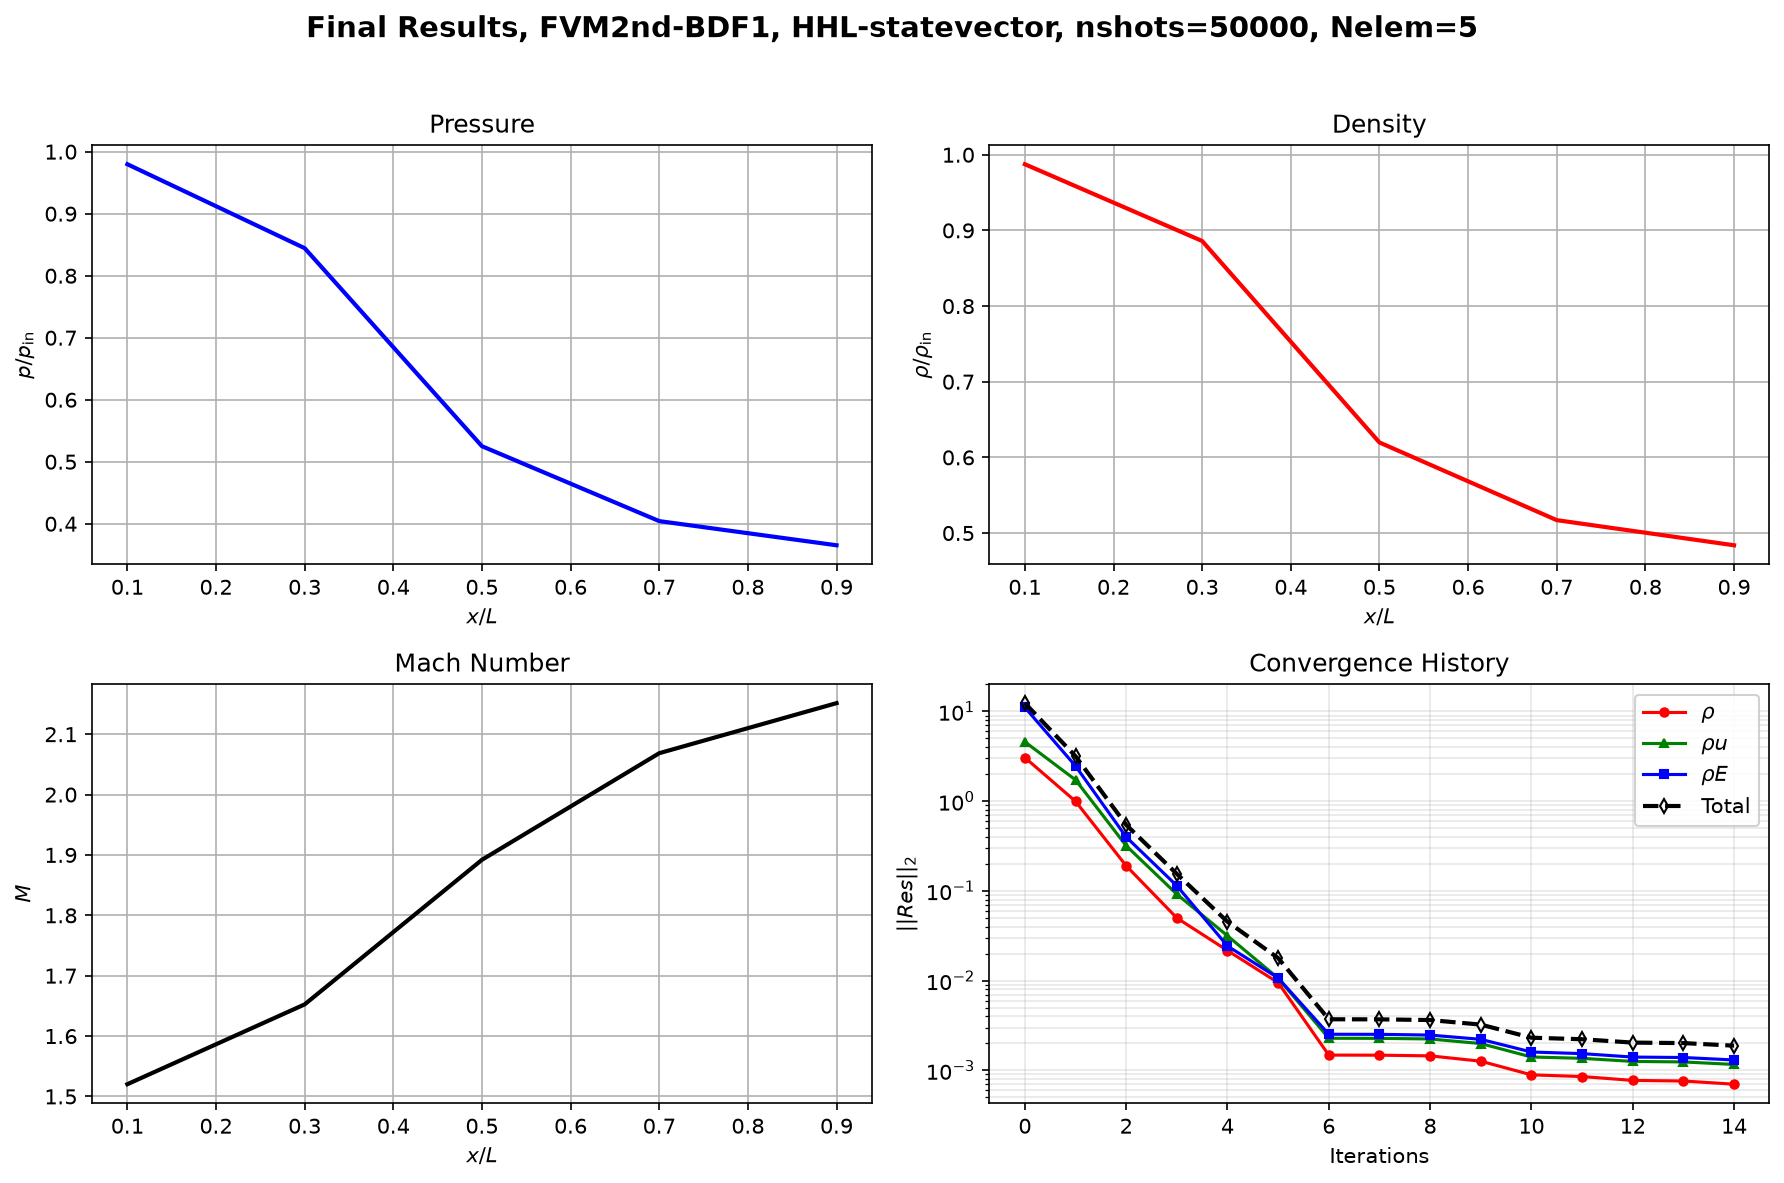 Final Results, FVM2nd-BDF1, HHL-statevector, nshots=50000, Nelem=5
Pressure
1.0
0.9
0.8
0.7
0.6
0.5
0.4
p/p_in
0.1 0.2 0.3 0.4 0.5 0.6 0.7 0.8 0.9
x/L
Density
1.0
0.9
0.8
0.7
0.6
0.5
ρ/ρ_in
0.1 0.2 0.3 0.4 0.5 0.6 0.7 0.8 0.9
x/L
Mach Number
2.1
2.0
1.9
1.8
1.7
1.6
1.5
M
0.1 0.2 0.3 0.4 0.5 0.6 0.7 0.8 0.9
x/L
Convergence History
10¹
10⁰
10⁻¹
10⁻²
10⁻³
||Res||₂
ρ
ρu
ρE
Total
0 2 4 6 8 10 12 14
Iterations